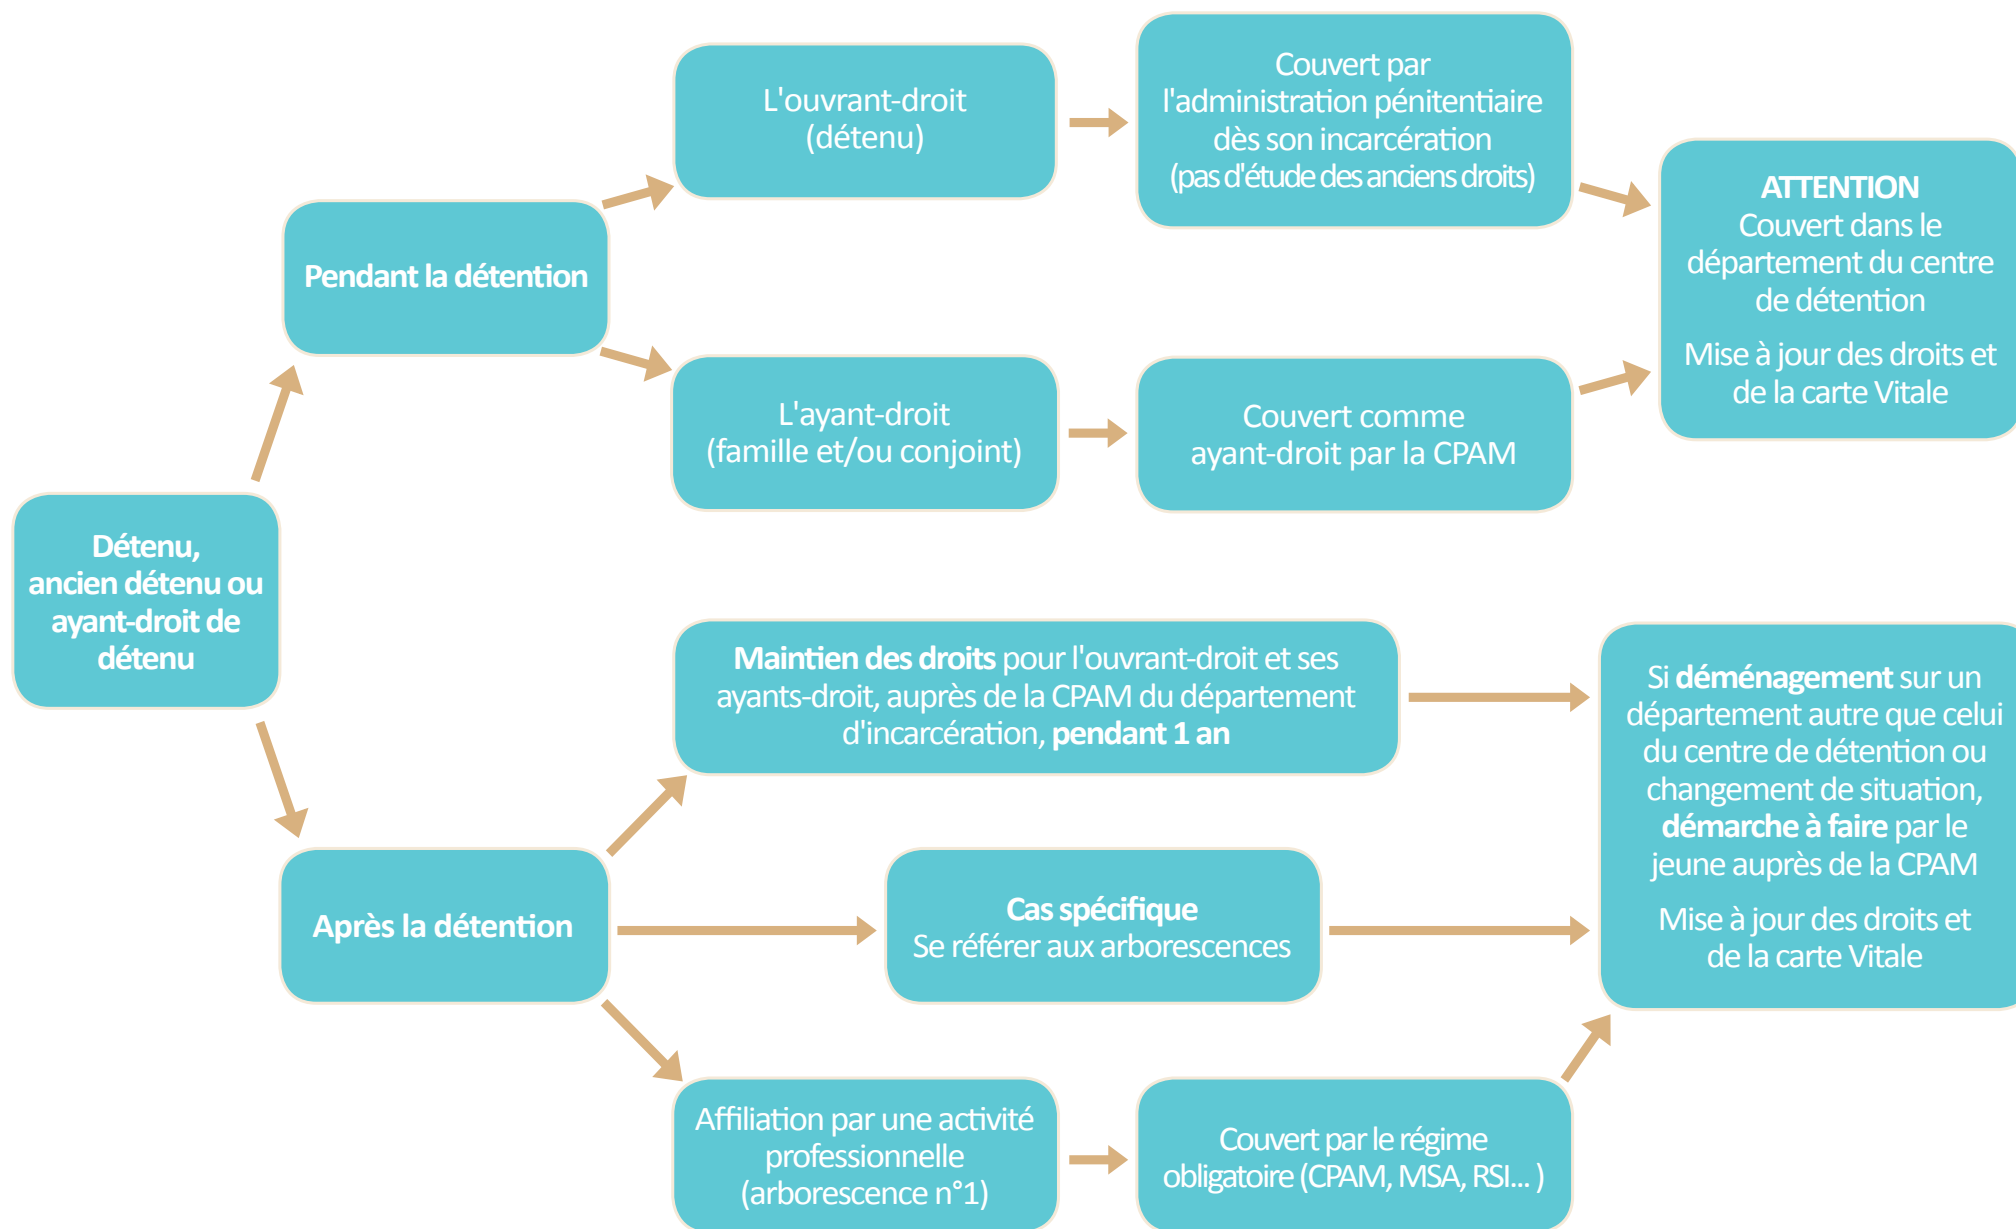 L'ouvrant-droit
(détenu)
Couvert par
l'administration pénitentiaire
dès son incarcération
(pas d'étude des anciens droits)
ATTENTION
Couvert dans le
département du centre
de détention
Mise à jour des droits et
de la carte Vitale
Pendant la détention
L'ayant-droit
(famille et/ou conjoint)
Couvert comme
ayant-droit par la CPAM
Détenu,
ancien détenu ou
ayant-droit de
détenu
Maintien des droits pour l'ouvrant-droit et ses
ayants-droit, auprès de la CPAM du département
d'incarcération, pendant 1 an
Si déménagement sur un
département autre que celui
du centre de détention ou
changement de situation,
démarche à faire par le
jeune auprès de la CPAM
Mise à jour des droits et
de la carte Vitale
Après la détention
Cas spécifique
Se référer aux arborescences
Affiliation par une activité
professionnelle
(arborescence n°1)
Couvert par le régime
obligatoire (CPAM, MSA, RSI... )